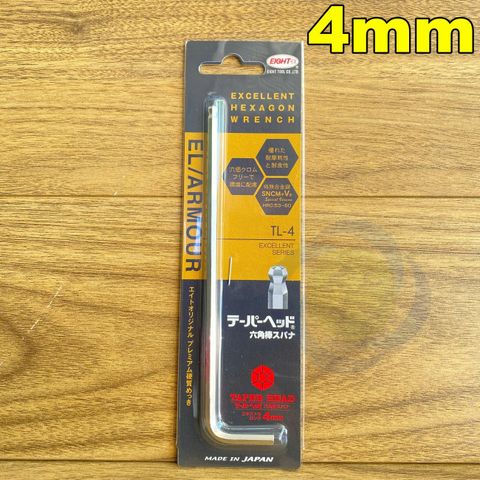 4mm
EIGHT
EIGHT TOOL CO.,LTD.
EXCELLENT
HEXAGON
WRENCH
EL/ARMOUR
エイトオリジナル プレミアム硬質めっき
優れた
耐摩耗性
と耐食性
六価クロム
フリーで
環境に配慮
特殊合金鋼
SNCM+V
Special Vanadium
TL-4
EXCELLENT
SERIES
テーパーヘッド®
六角棒スパナ
TAPER HEAD
4mm
MADE IN JAPAN